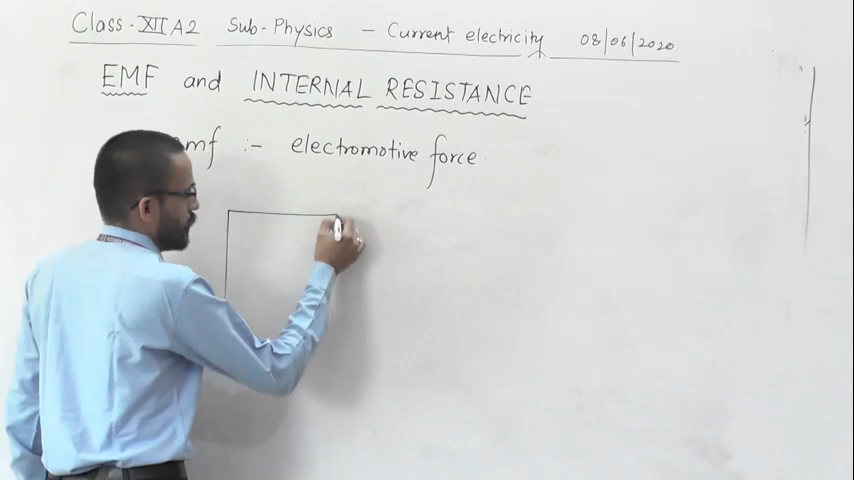 Class-XII A2 Sub-Physics - Current electricity 08/06/2020
EMF and INTERNAL RESISTANCE
mf :- electromotive force.